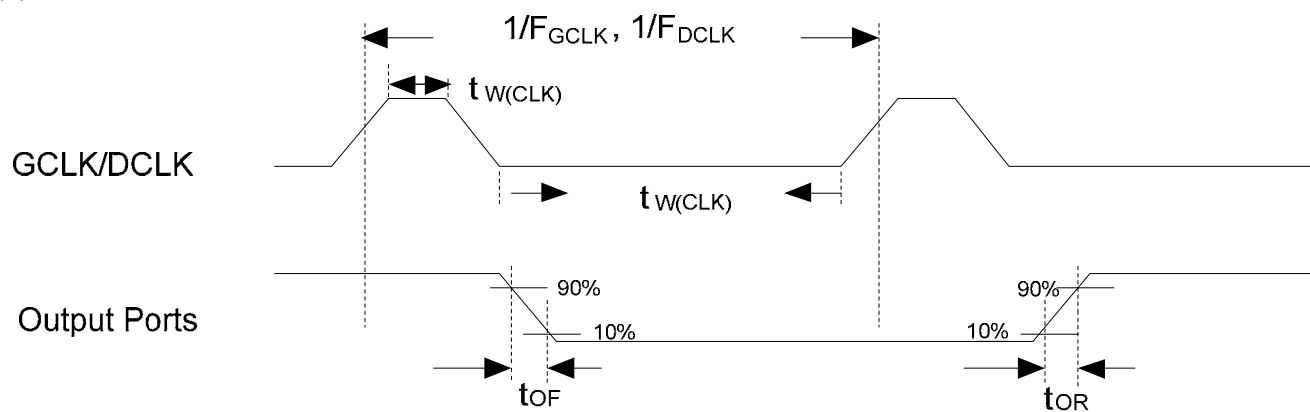 1/FGCLK , 1/FDCLK
t W(CLK)
GCLK/DCLK
t W(CLK)
90%
90%
Output Ports
10%
10%
tOF
tOR